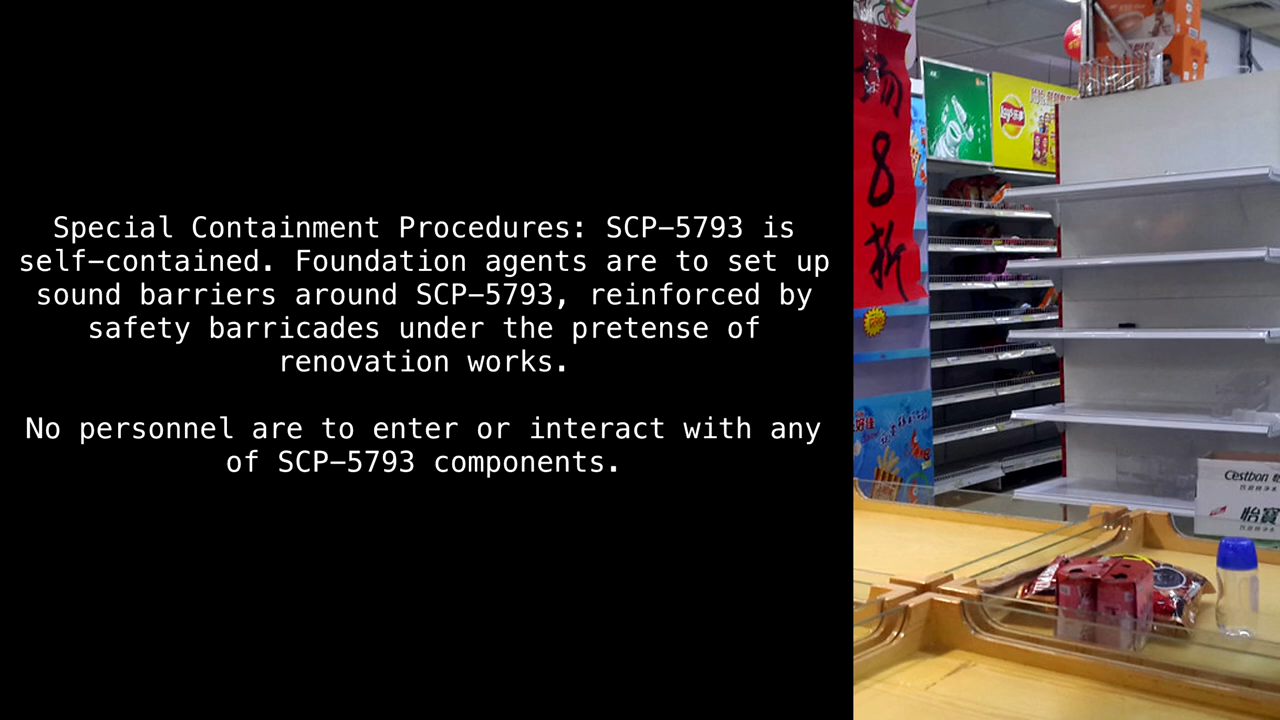 Special Containment Procedures: SCP-5793 is
self-contained. Foundation agents are to set up
sound barriers around SCP-5793, reinforced by
safety barricades under the pretense of
renovation works.
No personnel are to enter or interact with any
of SCP-5793 components.
场
8
折
Cestbon
怡寶